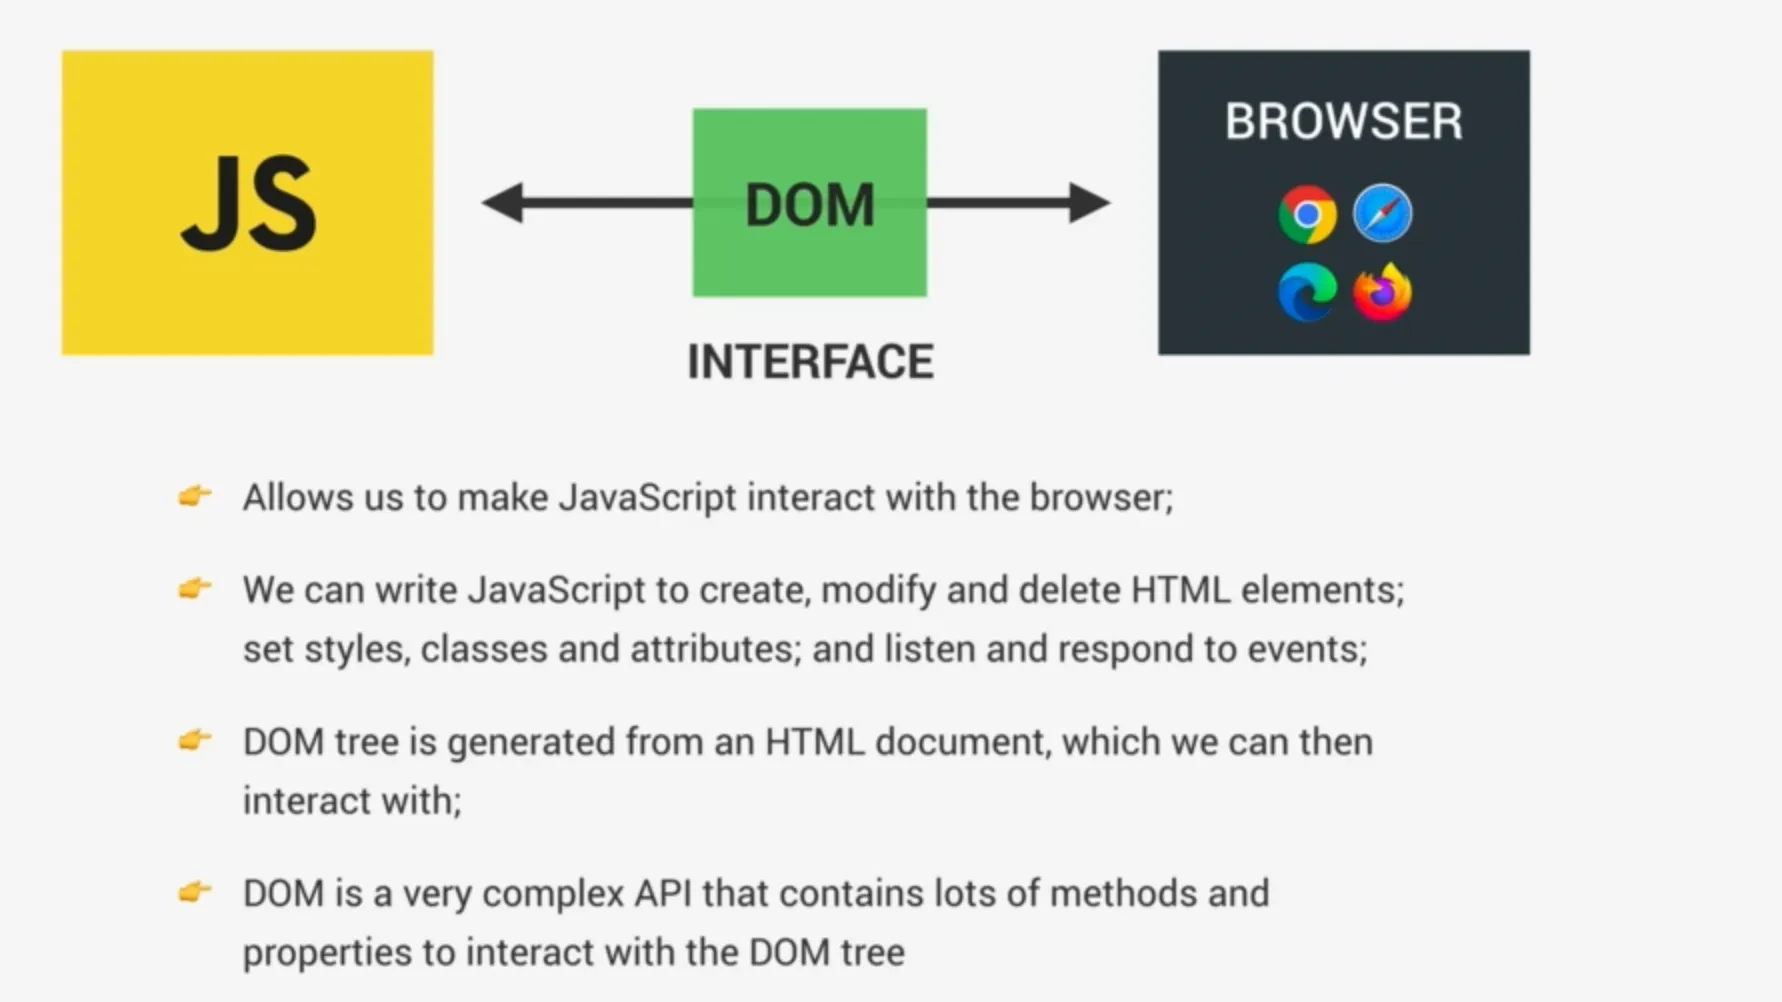 JS
DOM
BROWSER
INTERFACE
Allows us to make JavaScript interact with the browser;
We can write JavaScript to create, modify and delete HTML elements;
set styles, classes and attributes; and listen and respond to events;
DOM tree is generated from an HTML document, which we can then
interact with;
DOM is a very complex API that contains lots of methods and
properties to interact with the DOM tree